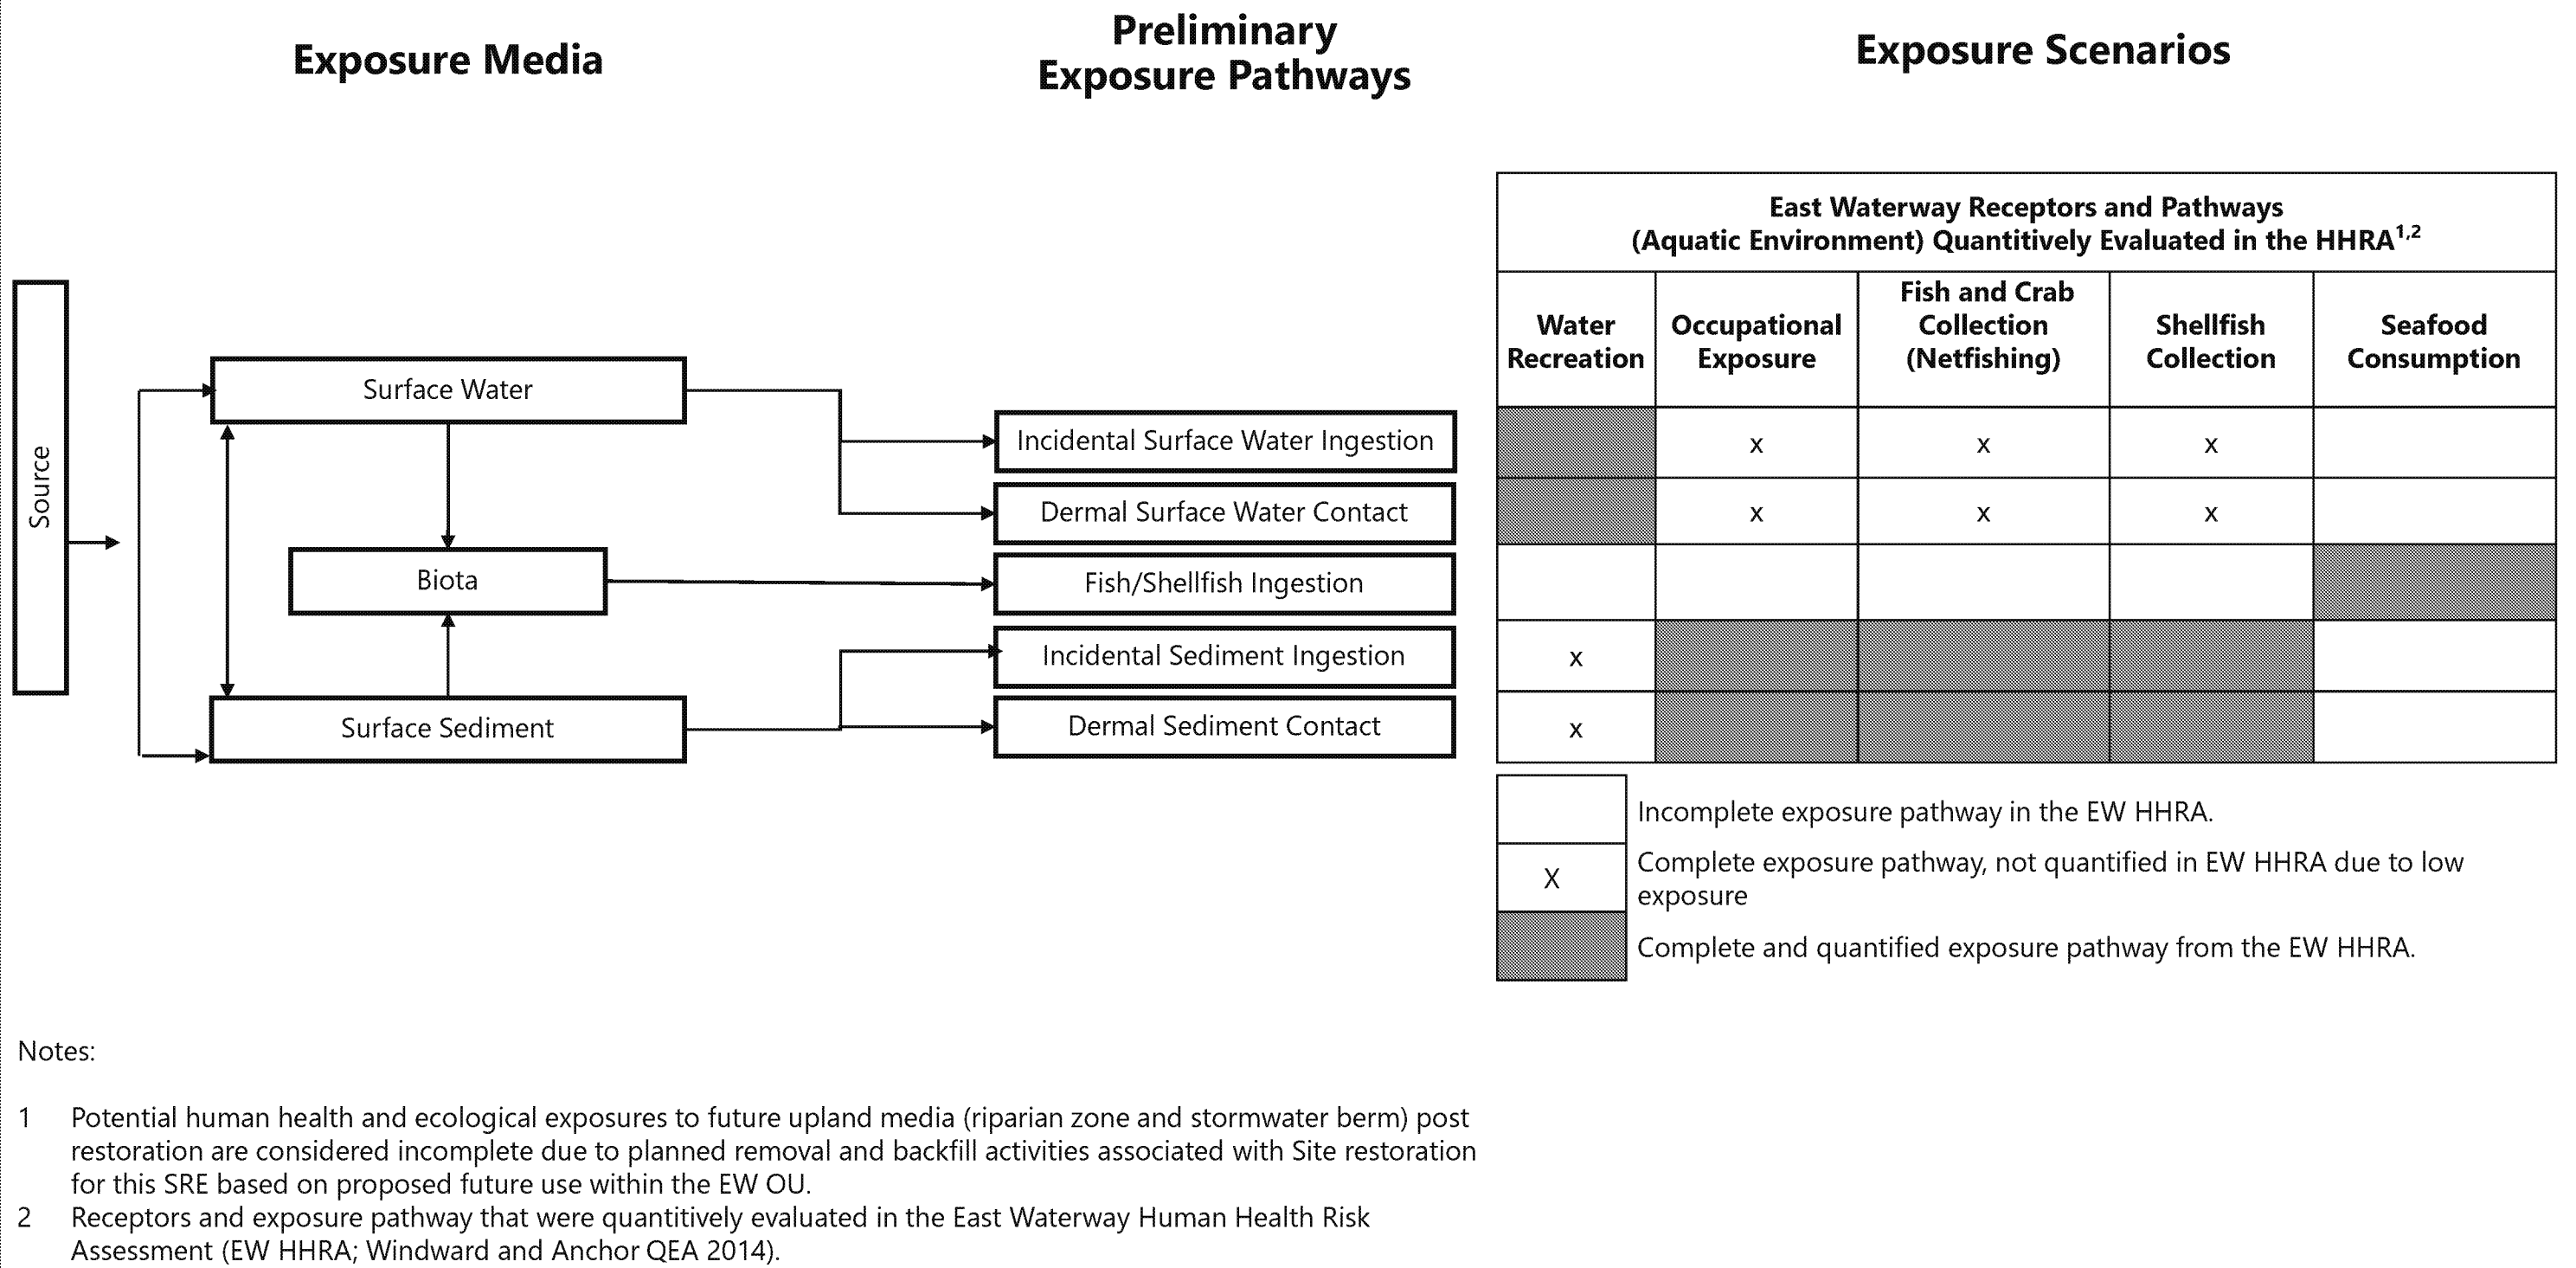 Exposure Media
Preliminary
Exposure Pathways
Exposure Scenarios
East Waterway Receptors and Pathways
(Aquatic Environment) Quantitively Evaluated in the HHRA1,2
Water
Recreation
Occupational
Exposure
Fish and Crab
Collection
(Netfishing)
Shellfish
Collection
Seafood
Consumption
Source
Surface Water
Biota
Surface Sediment
Incidental Surface Water Ingestion
x x x
Dermal Surface Water Contact
x x x
Fish/Shellfish Ingestion
Incidental Sediment Ingestion
x
Dermal Sediment Contact
x
Incomplete exposure pathway in the EW HHRA.
X
Complete exposure pathway, not quantified in EW HHRA due to low
exposure
Complete and quantified exposure pathway from the EW HHRA.
Notes:
1 Potential human health and ecological exposures to future upland media (riparian zone and stormwater berm) post
restoration are considered incomplete due to planned removal and backfill activities associated with Site restoration
for this SRE based on proposed future use within the EW OU.
2 Receptors and exposure pathway that were quantitively evaluated in the East Waterway Human Health Risk
Assessment (EW HHRA; Windward and Anchor QEA 2014).